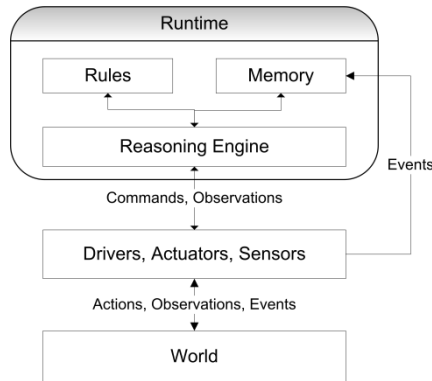 Runtime
Rules
Memory
Reasoning Engine
Events
Commands, Observations
Drivers, Actuators, Sensors
Actions, Observations, Events
World